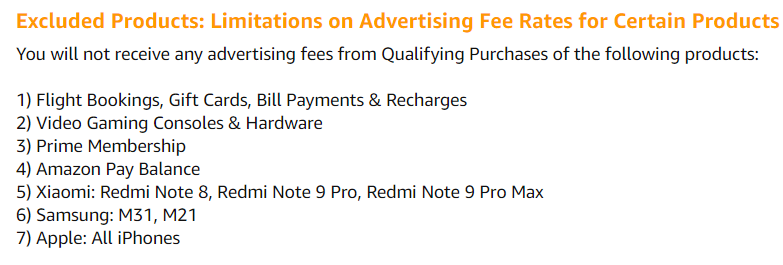 Excluded Products: Limitations on Advertising Fee Rates for Certain Products
You will not receive any advertising fees from Qualifying Purchases of the following products:
1) Flight Bookings, Gift Cards, Bill Payments & Recharges
2) Video Gaming Consoles & Hardware
3) Prime Membership
4) Amazon Pay Balance
5) Xiaomi: Redmi Note 8, Redmi Note 9 Pro, Redmi Note 9 Pro Max
6) Samsung: M31, M21
7) Apple: All iPhones